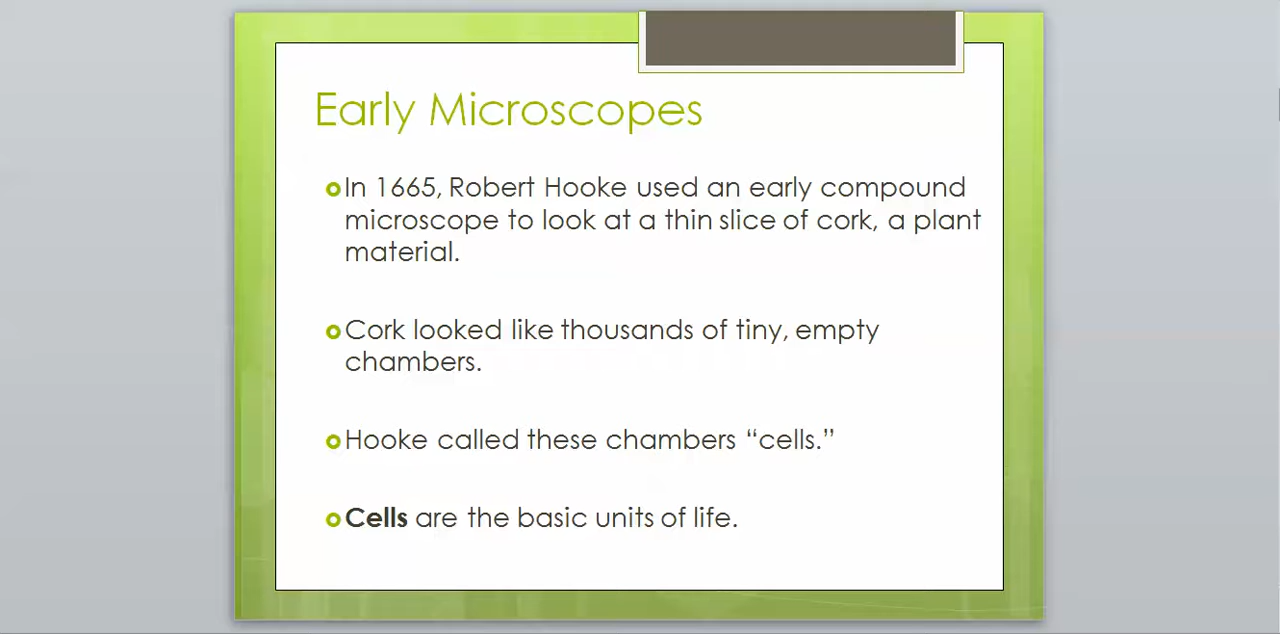 Early Microscopes
In 1665, Robert Hooke used an early compound
microscope to look at a thin slice of cork, a plant
material.
Cork looked like thousands of tiny, empty
chambers.
Hooke called these chambers “cells.”
Cells are the basic units of life.